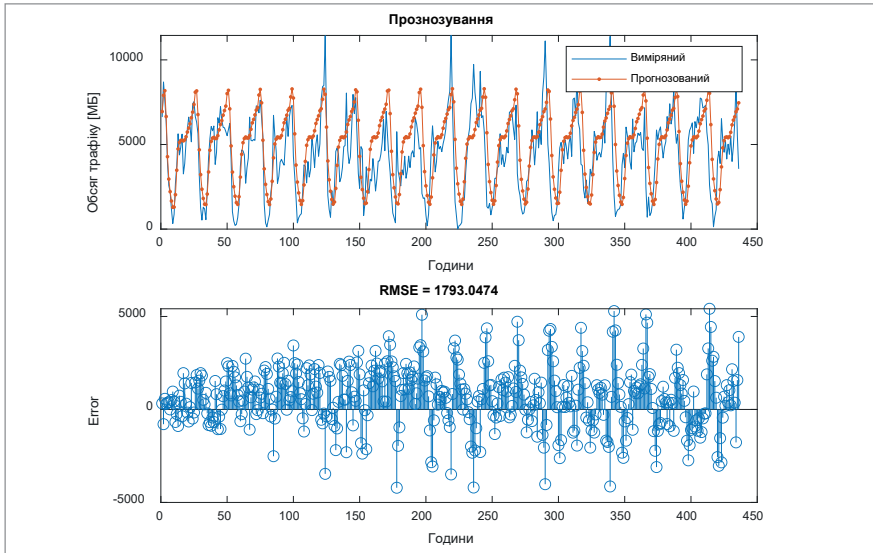 Прознозування
10000
5000
0
Обсяг трафіку [МБ]
Виміряний
Прогнозований
0 50 100 150 200 250 300 350 400 450
Години
RMSE = 1793.0474
5000
0
-5000
Error
0 50 100 150 200 250 300 350 400 450
Години